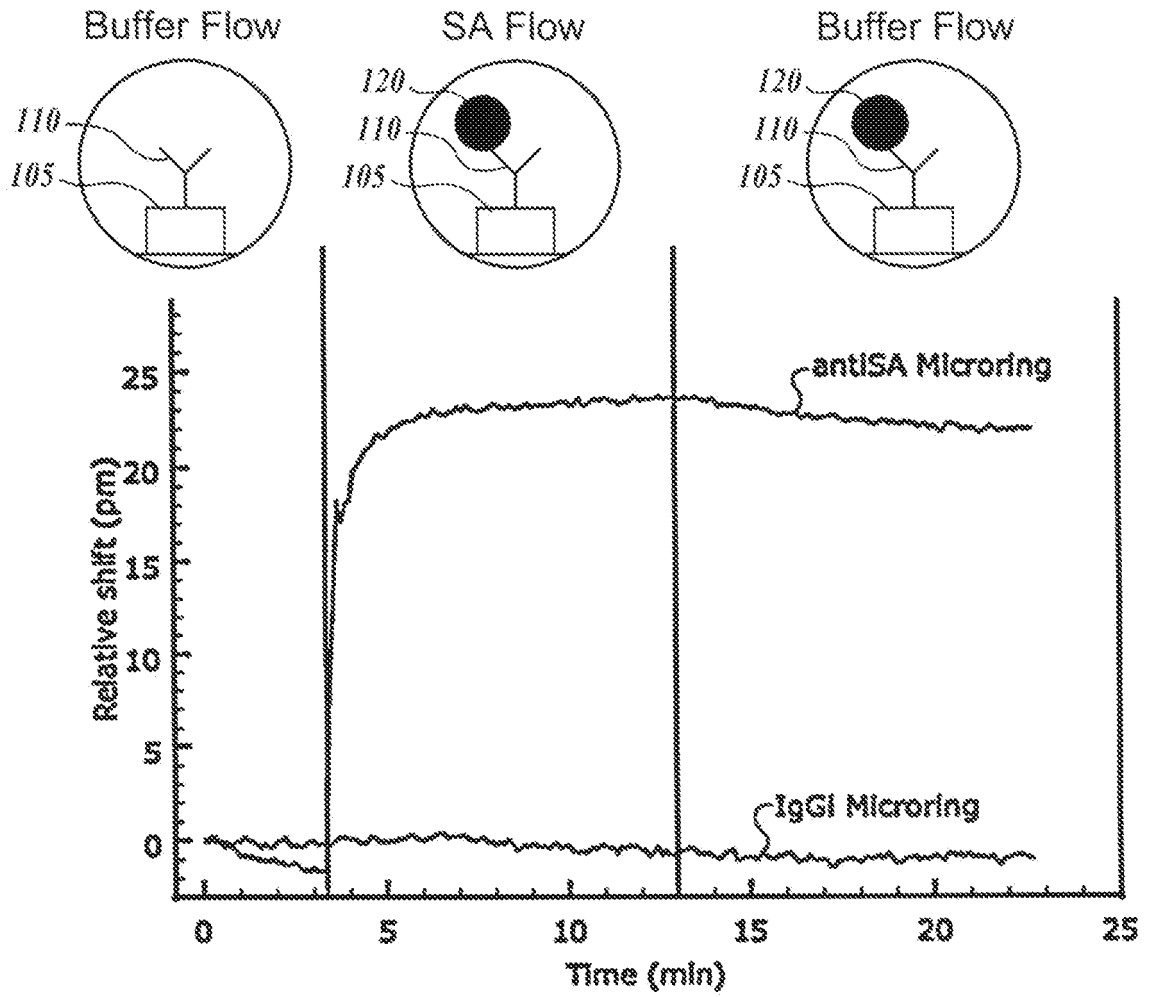 Buffer Flow
SA Flow
Buffer Flow
110
105
120
110
105
120
110
105
antiSA Microring
IgGi Microring
25
20
15
10
5
0
Relative shift (pm)
0 5 10 15 20 25
Time (min)